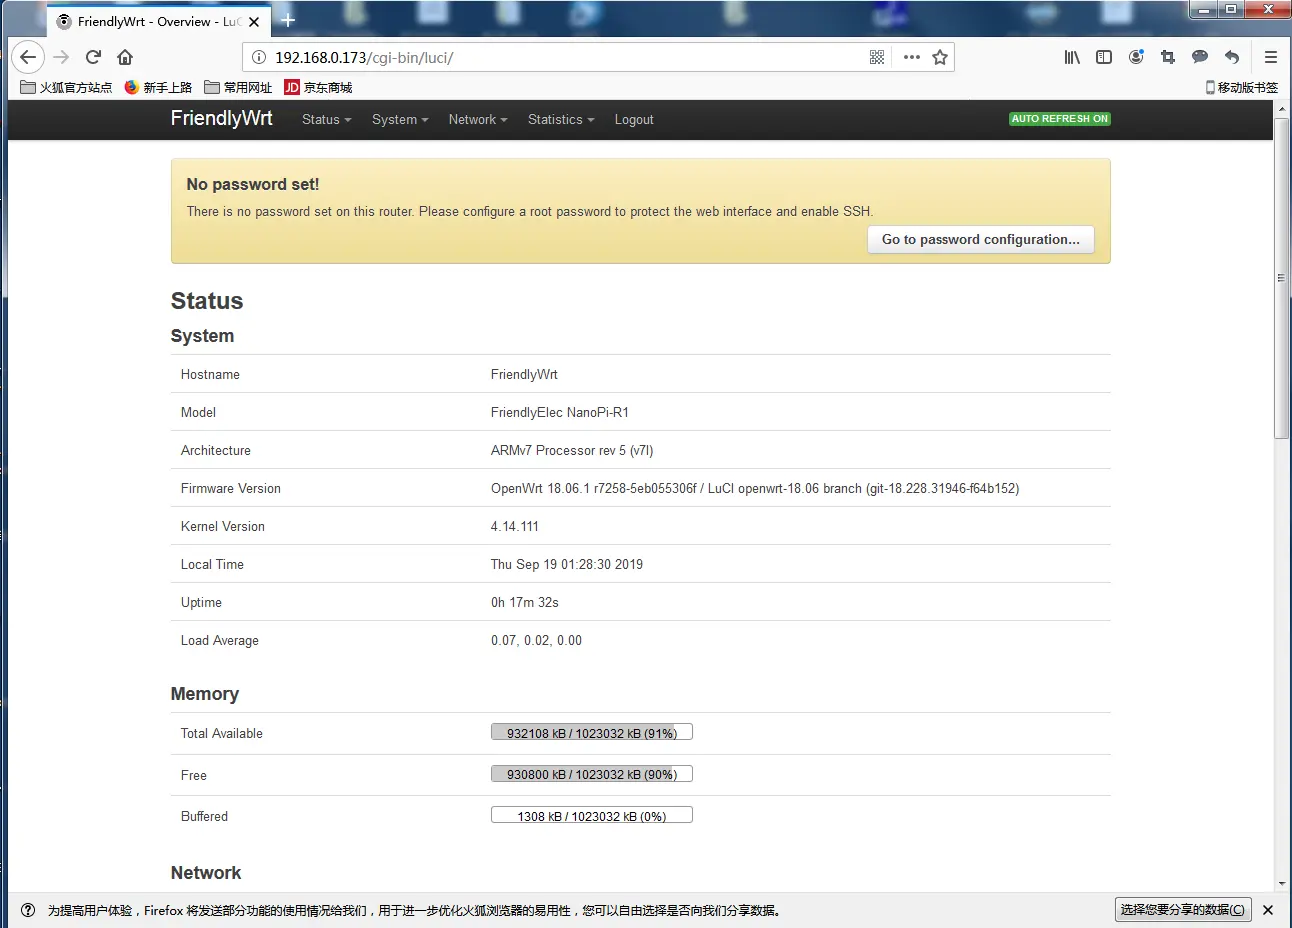 FriendlyWrt - Overview - LuC
192.168.0.173/cgi-bin/luci/
火狐官方站点 新手上路 常用网址 JD 京东商城 移动版书签
FriendlyWrt Status System Network Statistics Logout AUTO REFRESH ON
No password set!
There is no password set on this router. Please configure a root password to protect the web interface and enable SSH.
Go to password configuration...
Status
System
Hostname FriendlyWrt
Model FriendlyElec NanoPi-R1
Architecture ARMv7 Processor rev 5 (v7l)
Firmware Version OpenWrt 18.06.1 r7258-5eb055306f / LuCI openwrt-18.06 branch (git-18.228.31946-f64b152)
Kernel Version 4.14.111
Local Time Thu Sep 19 01:28:30 2019
Uptime 0h 17m 32s
Load Average 0.07, 0.02, 0.00
Memory
Total Available 932108 kB / 1023032 kB (91%)
Free 930800 kB / 1023032 kB (90%)
Buffered 1308 kB / 1023032 kB (0%)
Network
为提高用户体验，Firefox 将发送部分功能的使用情况给我们，用于进一步优化火狐浏览器的易用性，您可以自由选择是否向我们分享数据。 选择您要分享的数据(C)